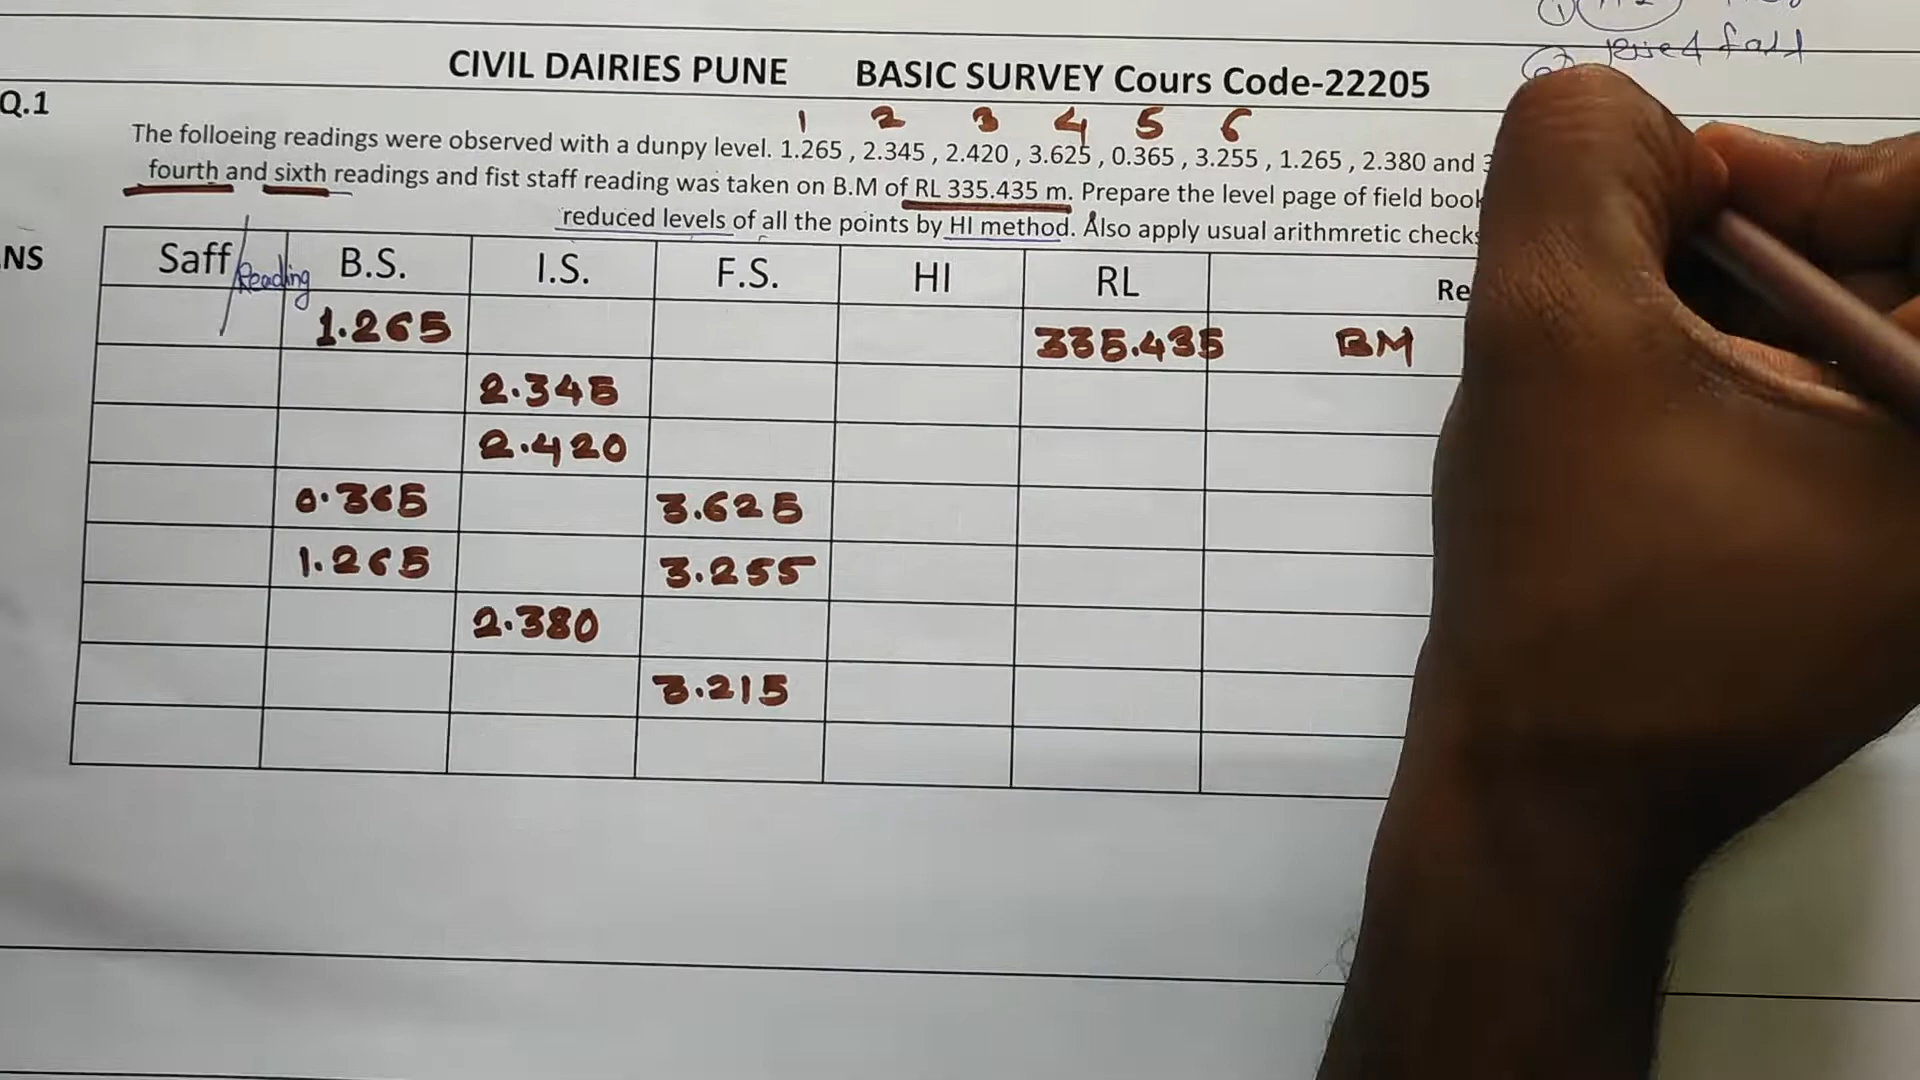 rise & fall
CIVIL DAIRIES PUNE BASIC SURVEY Cours Code-22205
Q.1
1 2 3 4 5 6
The folloeing readings were observed with a dunpy level. 1.265 , 2.345 , 2.420 , 3.625 , 0.365 , 3.255 , 1.265 , 2.380 and 3
fourth and sixth readings and fist staff reading was taken on B.M of RL 335.435 m. Prepare the level page of field book
reduced levels of all the points by HI method. Also apply usual arithmretic checks
NS
Saff Reading B.S. I.S. F.S. HI RL Re
1.265 335.435 BM
2.345
2.420
0.365 3.625
1.265 3.255
2.380
3.215